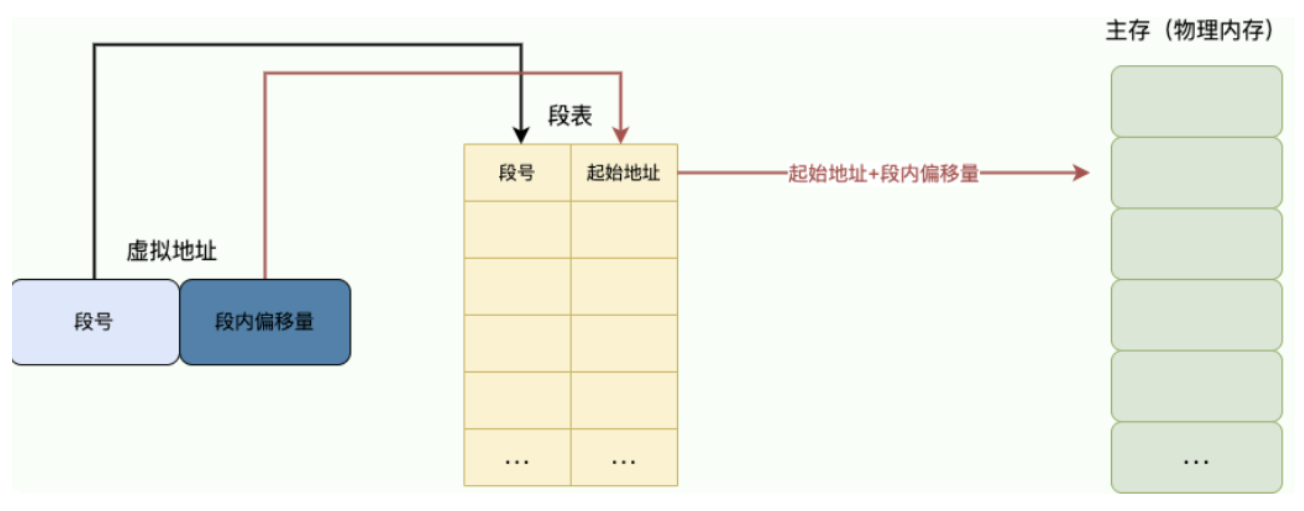 主存（物理内存）
段表
段号
起始地址
起始地址+段内偏移量
虚拟地址
段号
段内偏移量
...
...
...